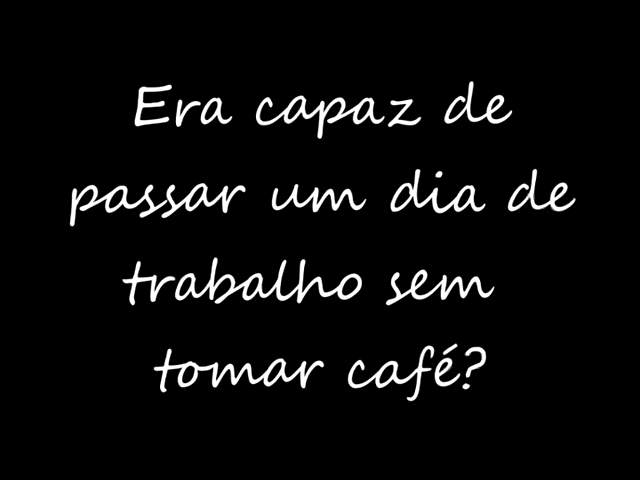 Era capaz de
passar um dia de
trabalho sem
tomar café?